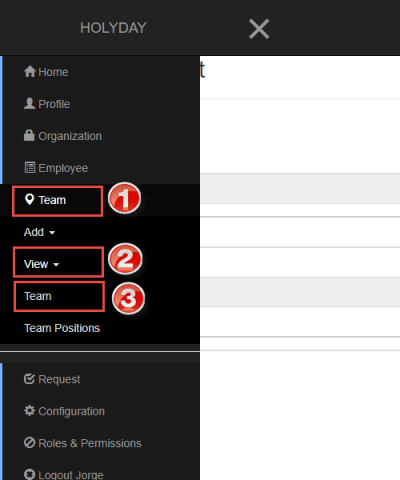 HOLYDAY
Home
t
Profile
Organization
Employee
Team 1
Add
View 2
Team 3
Team Positions
Request
Configuration
Roles & Permissions
Logout Jorge